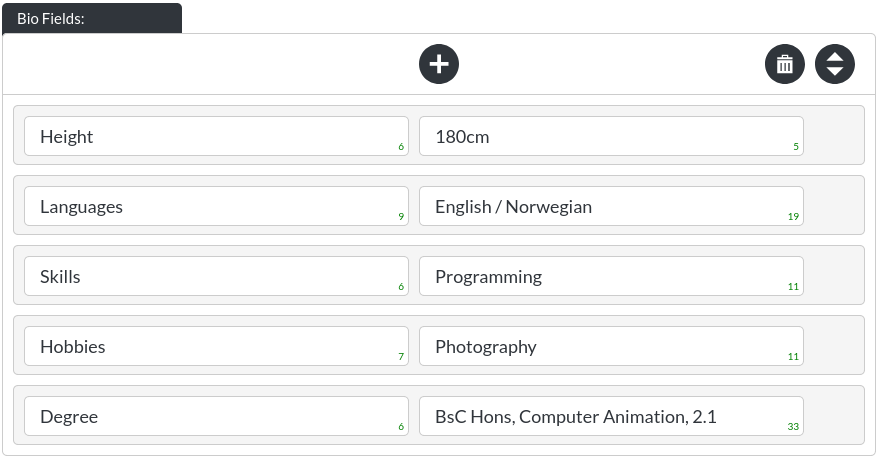 Bio Fields:
Height 6 180cm 5
Languages 9 English / Norwegian 19
Skills 6 Programming 11
Hobbies 7 Photography 11
Degree 6 BsC Hons, Computer Animation, 2.1 33